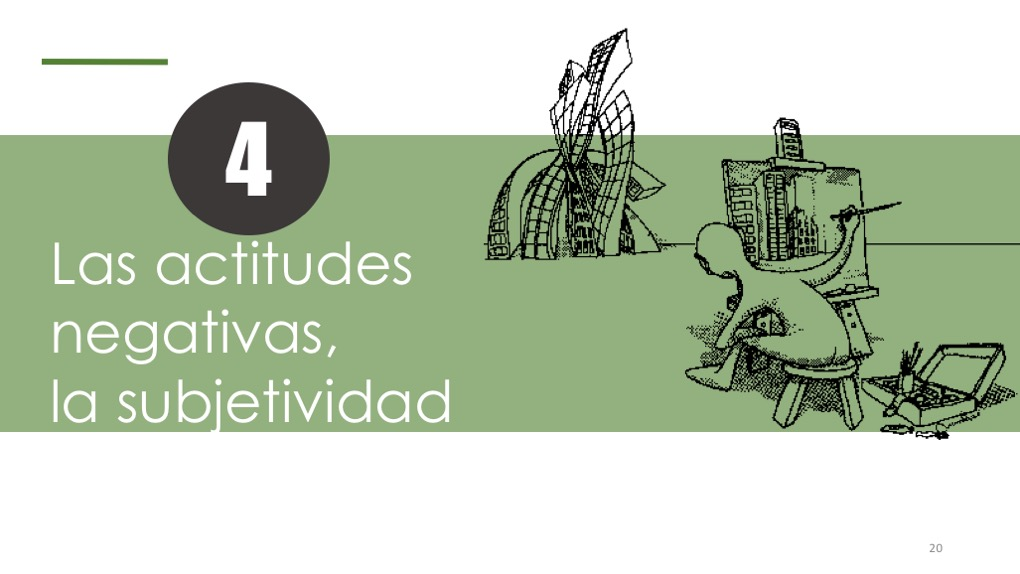 4
Las actitudes
negativas,
la subjetividad
20